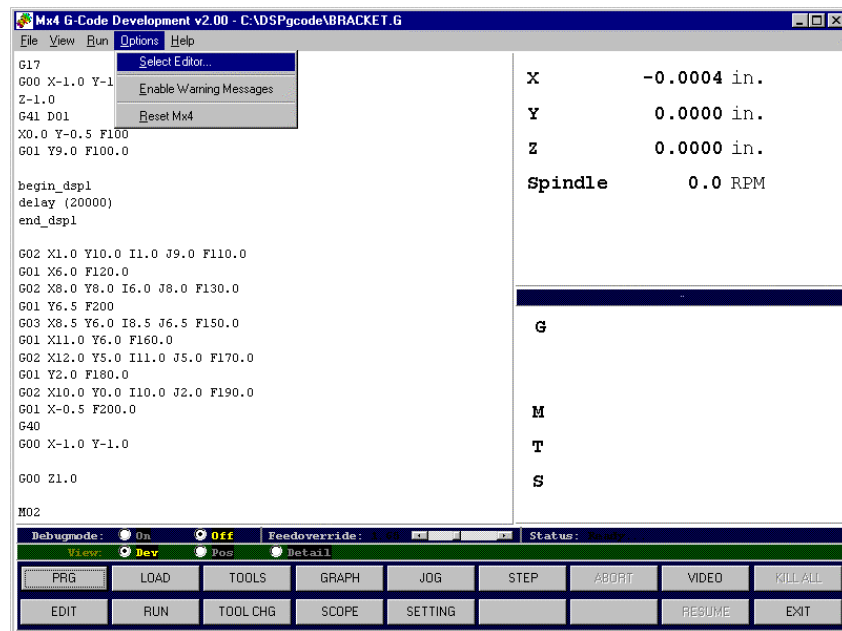 Mx4 G-Code Development v2.00 - C:\DSPgcode\BRACKET.G
File View Run Options Help
Select Editor...
Enable Warning Messages
Reset Mx4
G17
G00 X-1.0 Y-1
Z-1.0
G41 D01
X0.0 Y-0.5 F100
G01 Y9.0 F100.0
begin_dspl
delay (20000)
end_dspl
G02 X1.0 Y10.0 I1.0 J9.0 F110.0
G01 X6.0 F120.0
G02 X8.0 Y8.0 I6.0 J8.0 F130.0
G01 Y6.5 F200
G03 X8.5 Y6.0 I8.5 J6.5 F150.0
G01 X11.0 Y6.0 F160.0
G02 X12.0 Y5.0 I11.0 J5.0 F170.0
G01 Y2.0 F180.0
G02 X10.0 Y0.0 I10.0 J2.0 F190.0
G01 X-0.5 F200.0
G40
G00 X-1.0 Y-1.0
G00 Z1.0
M02
X -0.0004 in.
Y 0.0000 in.
Z 0.0000 in.
Spindle 0.0 RPM
G
M
T
S
Debugmode: On Off Feedoverride: Status:
View: Dev Pos Detail
PRG LOAD TOOLS GRAPH JOG STEP ABORT VIDEO KILL ALL
EDIT RUN TOOL CHG SCOPE SETTING RESUME EXIT